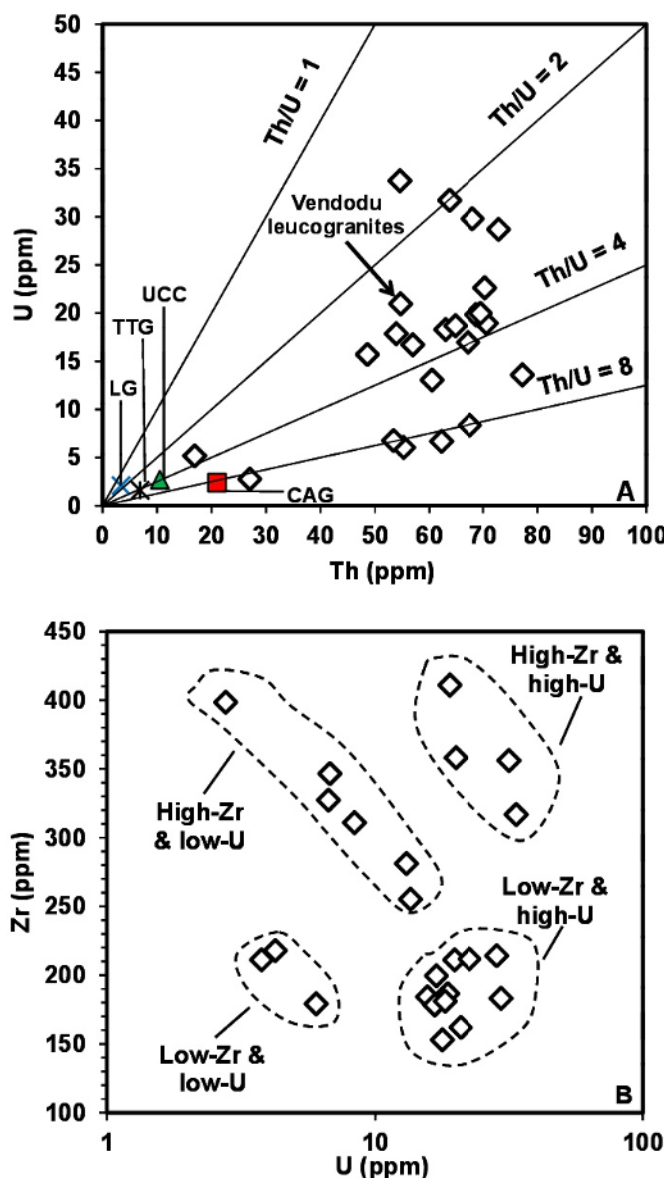 50
45
40
35
30
25
20
15
10
5
0
U (ppm)
Th/U = 1
Th/U = 2
Th/U = 4
Th/U = 8
Vendodu
leucogranites
UCC
TTG
LG
CAG
A
0 10 20 30 40 50 60 70 80 90 100
Th (ppm)
450
400
350
300
250
200
150
100
Zr (ppm)
High-Zr &
high-U
High-Zr
& low-U
Low-Zr &
high-U
Low-Zr &
low-U
B
1 10 100
U (ppm)